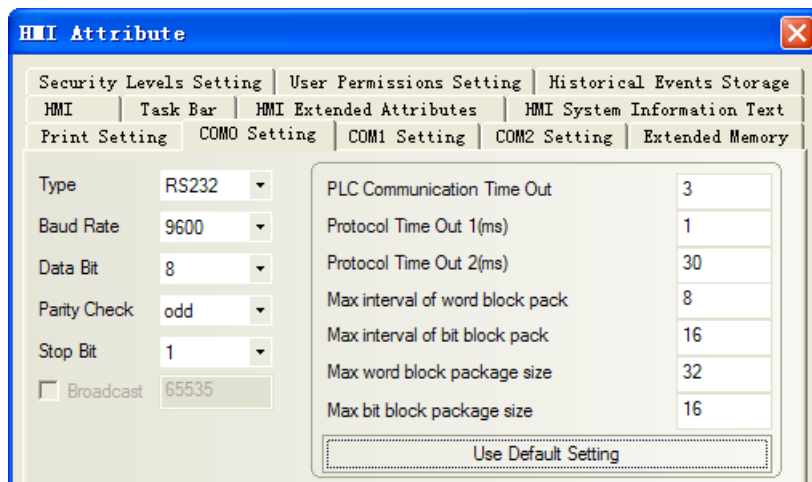 HMI Attribute
Security Levels Setting User Permissions Setting Historical Events Storage
HMI Task Bar HMI Extended Attributes HMI System Information Text
Print Setting COM0 Setting COM1 Setting COM2 Setting Extended Memory
Type RS232
Baud Rate 9600
Data Bit 8
Parity Check odd
Stop Bit 1
Broadcast 65535
PLC Communication Time Out 3
Protocol Time Out 1(ms) 1
Protocol Time Out 2(ms) 30
Max interval of word block pack 8
Max interval of bit block pack 16
Max word block package size 32
Max bit block package size 16
Use Default Setting